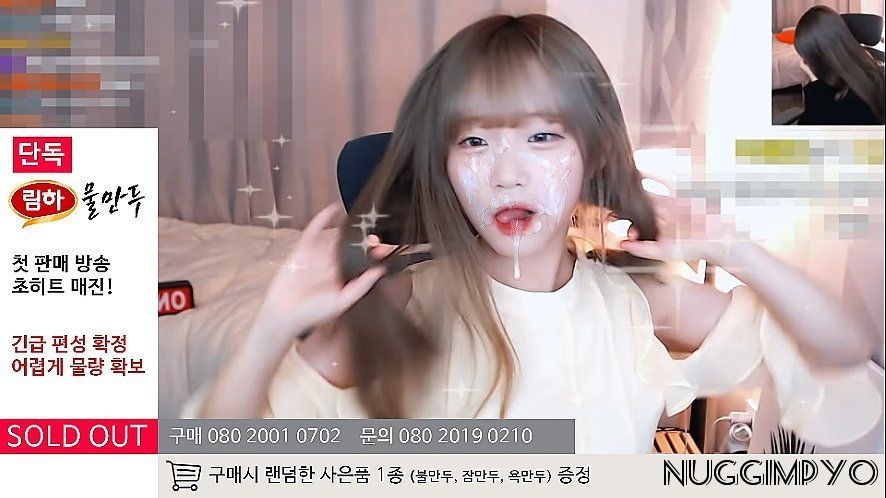 단독
림하 물만두
첫 판매 방송
초히트 매진!
긴급 편성 확정
어렵게 물량 확보
SOLD OUT
구매 080 2001 0702 문의 080 2019 0210
구매시 랜덤한 사은품 1종 (불만두, 잠만두, 욕만두) 증정
NUGGIMPYO